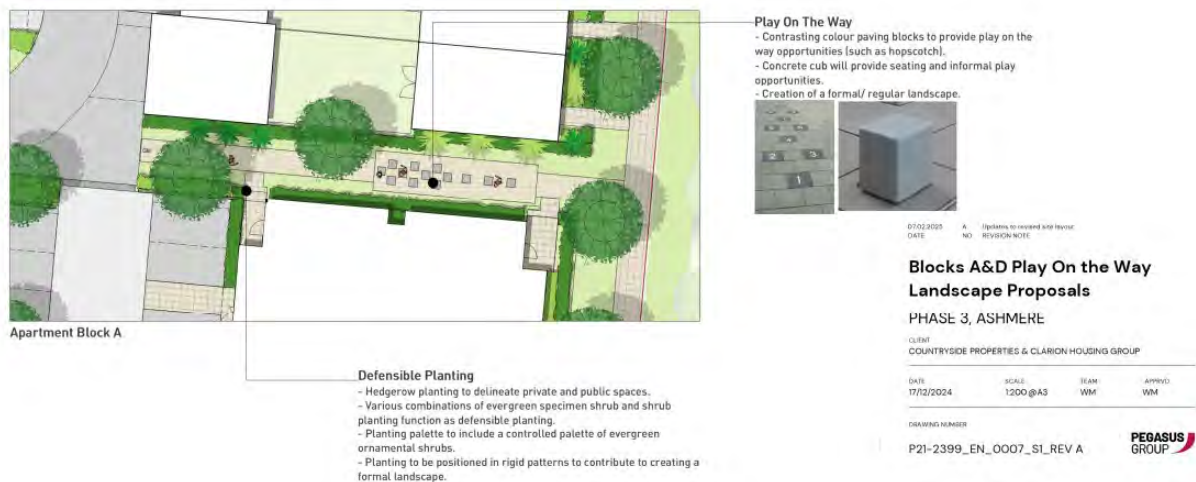 Play On The Way
- Contrasting colour paving blocks to provide play on the
way opportunities (such as hopscotch).
- Concrete cub will provide seating and informal play
opportunities.
- Creation of a formal/ regular landscape.
2 3
1
07.02.2025 A Updates to revised site layout
DATE NO REVISION NOTE
Blocks A&D Play On the Way
Landscape Proposals
PHASE 3, ASHMERE
CLIENT
COUNTRYSIDE PROPERTIES & CLARION HOUSING GROUP
DATE SCALE TEAM APPRVD
17/12/2024 1:200 @A3 WM WM
DRAWING NUMBER
P21-2399_EN_0007_S1_REV A
PEGASUS
GROUP
Apartment Block A
Defensible Planting
- Hedgerow planting to delineate private and public spaces.
- Various combinations of evergreen specimen shrub and shrub
planting function as defensible planting.
- Planting palette to include a controlled palette of evergreen
ornamental shrubs.
- Planting to be positioned in rigid patterns to contribute to creating a
formal landscape.